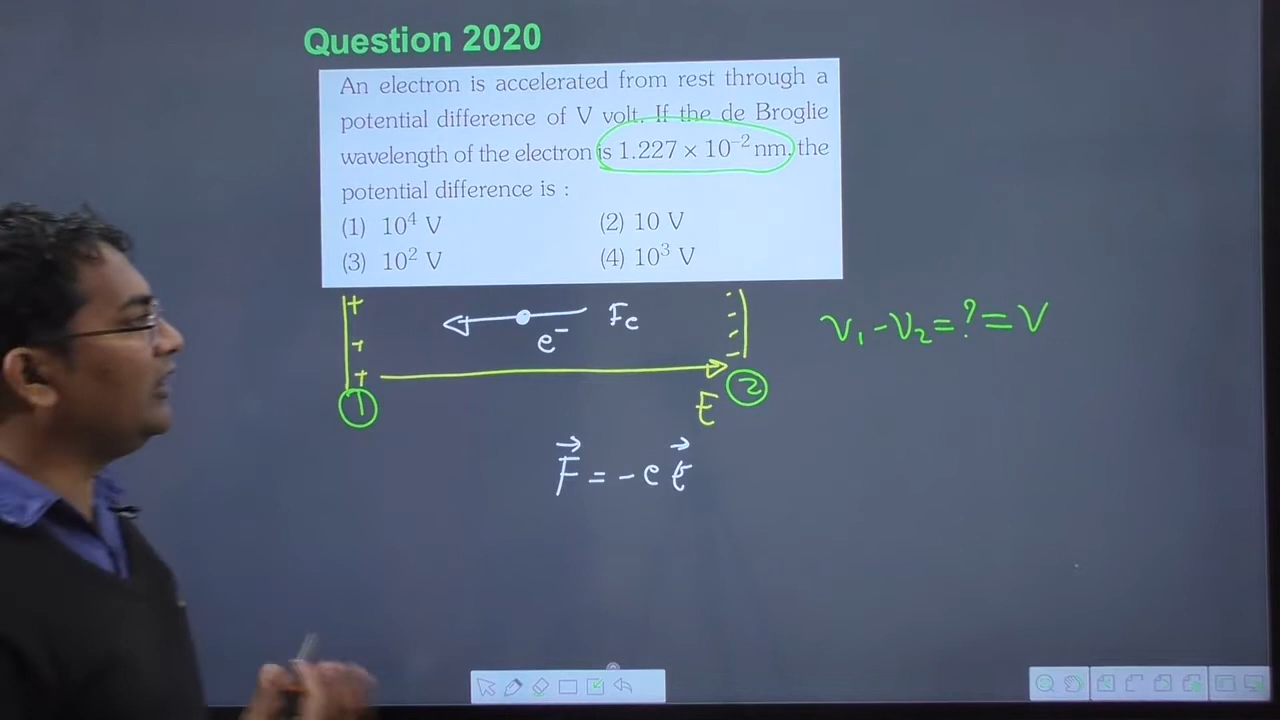 Question 2020
An electron is accelerated from rest through a
potential difference of V volt. If the de Broglie
wavelength of the electron is 1.227 × 10⁻² nm, the
potential difference is :
(1) 10⁴ V (2) 10 V
(3) 10² V (4) 10³ V
+ e⁻ Fe - V₁ - V₂ = ? = V
+
+
① E ②
F⃗ = -e E⃗